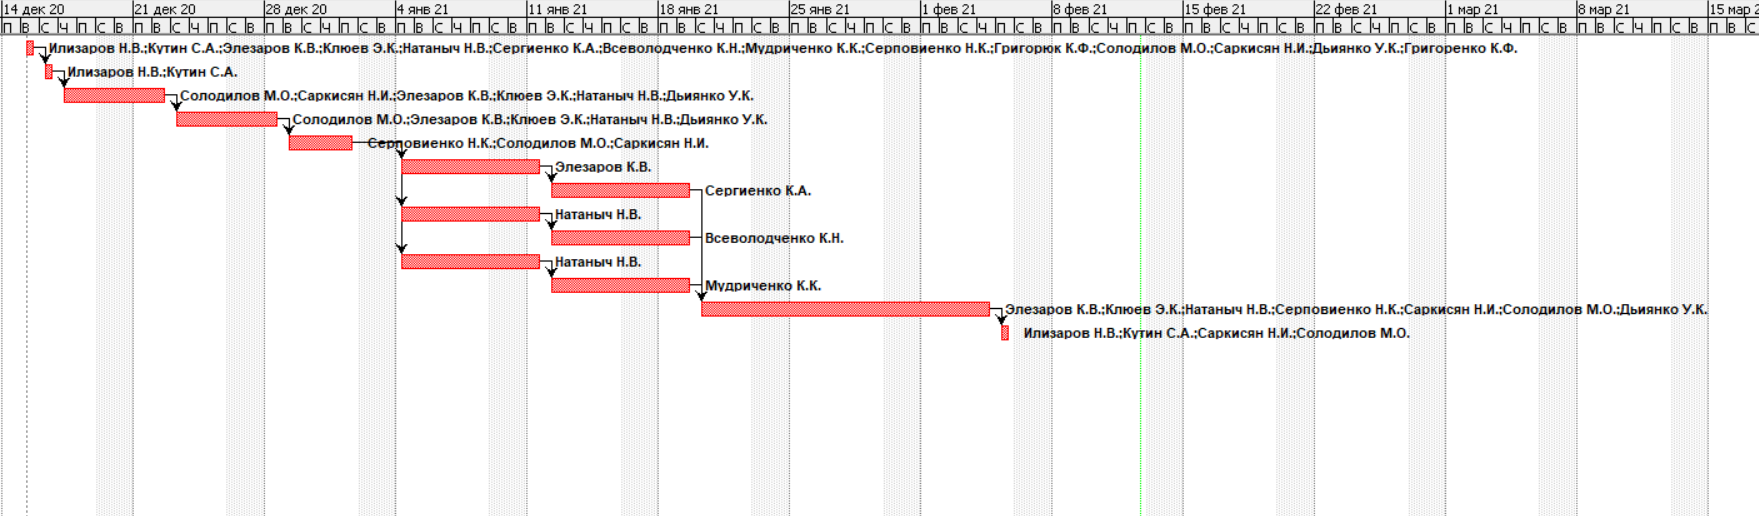 14 дек 20 21 дек 20 28 дек 20 4 янв 21 11 янв 21 18 янв 21 25 янв 21 1 фев 21 8 фев 21 15 фев 21 22 фев 21 1 мар 21 8 мар 21 15 мар 2
П В С Ч П С В П В С Ч П С В П В С Ч П С В П В С Ч П С В П В С Ч П С В П В С Ч П С В П В С Ч П С В П В С Ч П С В П В С Ч П С В П В С Ч П С В П В С Ч П С В П В С Ч П С В П В С Ч П С В П В С
Илизаров Н.В.;Кутин С.А.;Элезаров К.В.;Клюев Э.К.;Натаныч Н.В.;Сергиенко К.А.;Всеволодченко К.Н.;Мудриченко К.К.;Серповиенко Н.К.;Григорюк К.Ф.;Солодилов М.О.;Саркисян Н.И.;Дьиянко У.К.;Григоренко К.Ф.
Илизаров Н.В.;Кутин С.А.
Солодилов М.О.;Саркисян Н.И.;Элезаров К.В.;Клюев Э.К.;Натаныч Н.В.;Дьиянко У.К.
Солодилов М.О.;Элезаров К.В.;Клюев Э.К.;Натаныч Н.В.;Дьиянко У.К.
Серповиенко Н.К.;Солодилов М.О.;Саркисян Н.И.
Элезаров К.В.
Сергиенко К.А.
Натаныч Н.В.
Всеволодченко К.Н.
Натаныч Н.В.
Мудриченко К.К.
Элезаров К.В.;Клюев Э.К.;Натаныч Н.В.;Серповиенко Н.К.;Саркисян Н.И.;Солодилов М.О.;Дьиянко У.К.
Илизаров Н.В.;Кутин С.А.;Саркисян Н.И.;Солодилов М.О.